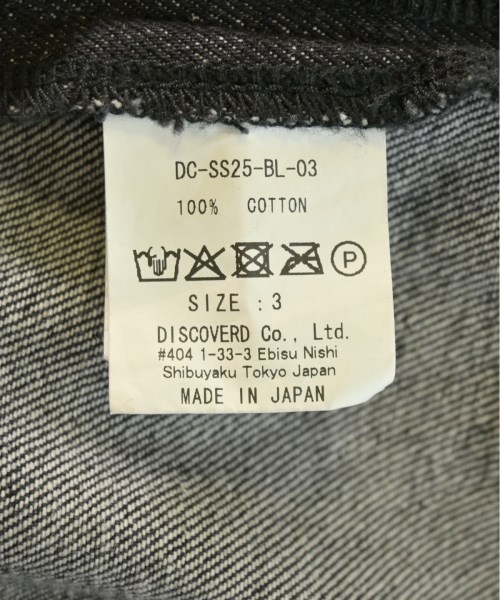 DC-SS25-BL-03
100% COTTON
P
SIZE : 3
DISCOVERD Co., Ltd.
#404 1-33-3 Ebisu Nishi
Shibuyaku Tokyo Japan
MADE IN JAPAN